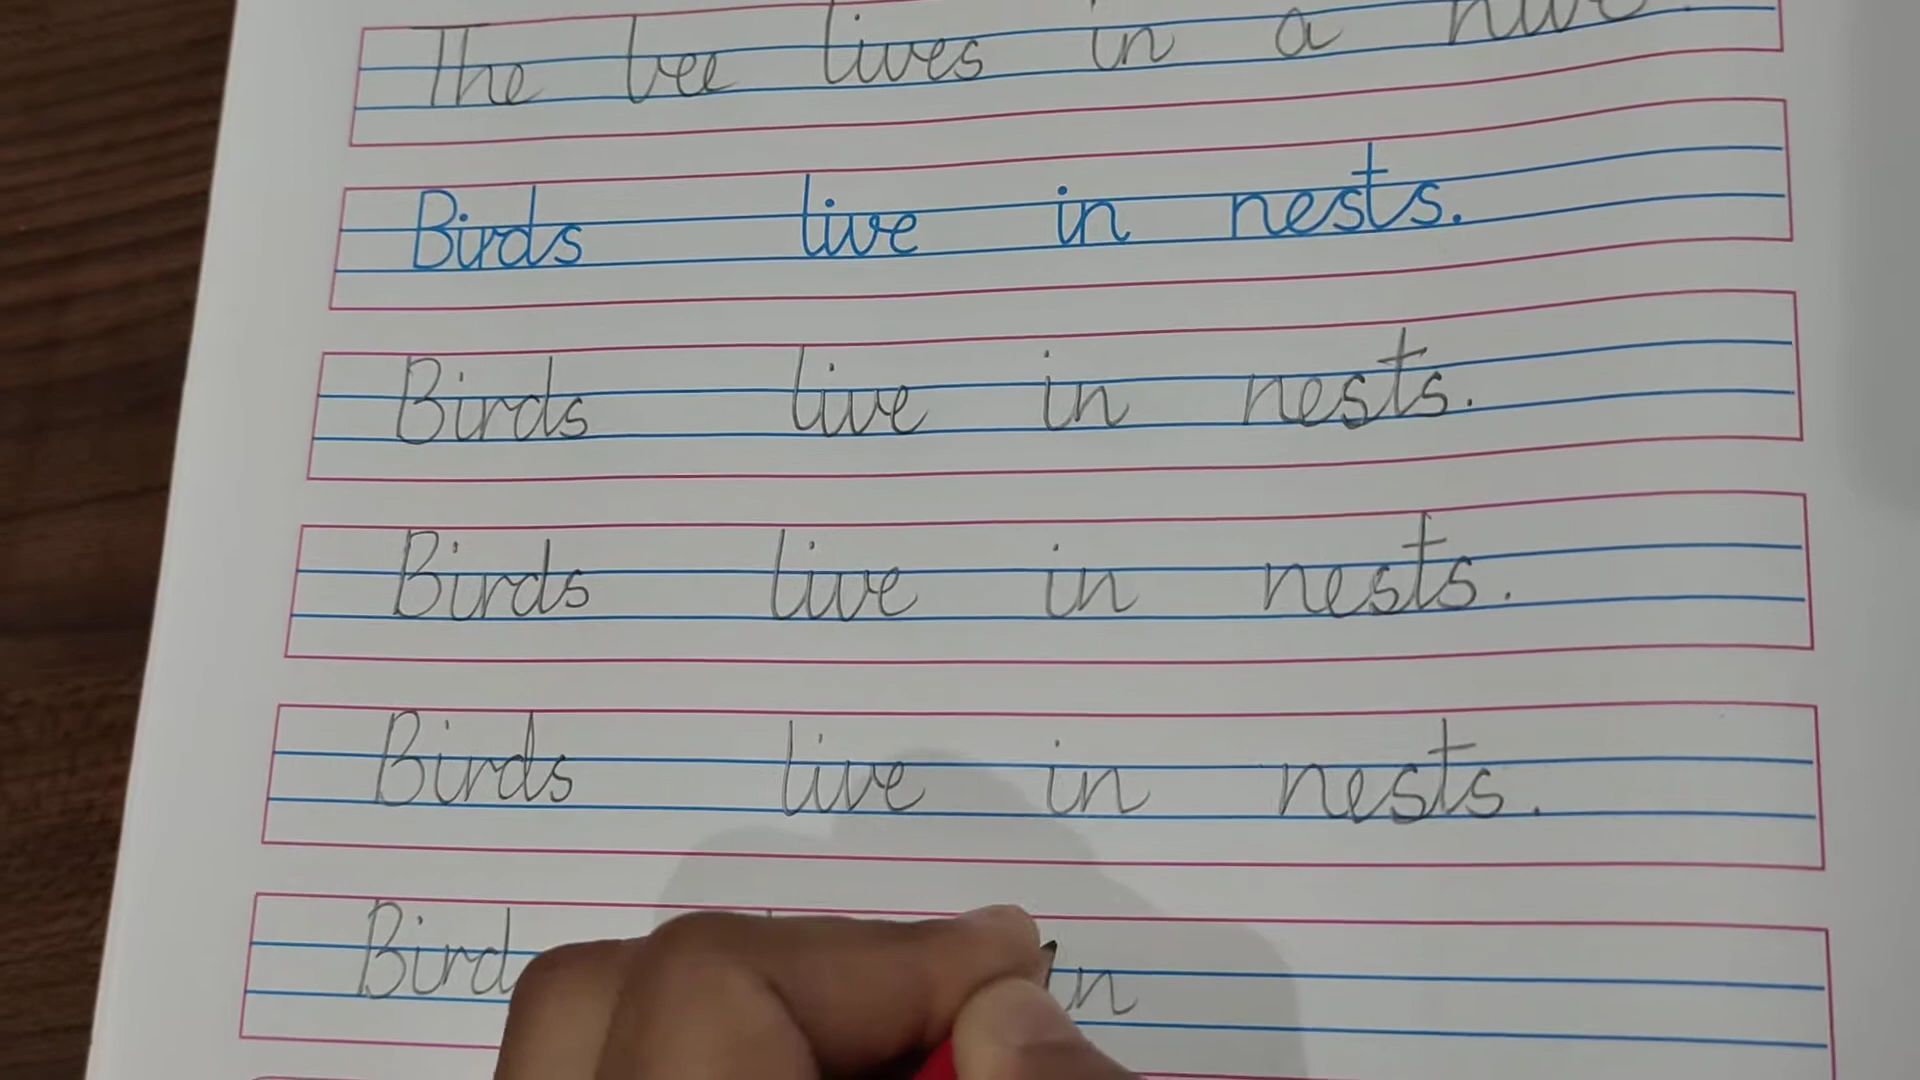 The bee lives in a hive.
Birds live in nests.
Birds live in nests.
Birds live in nests.
Birds live in nests.
Bird in